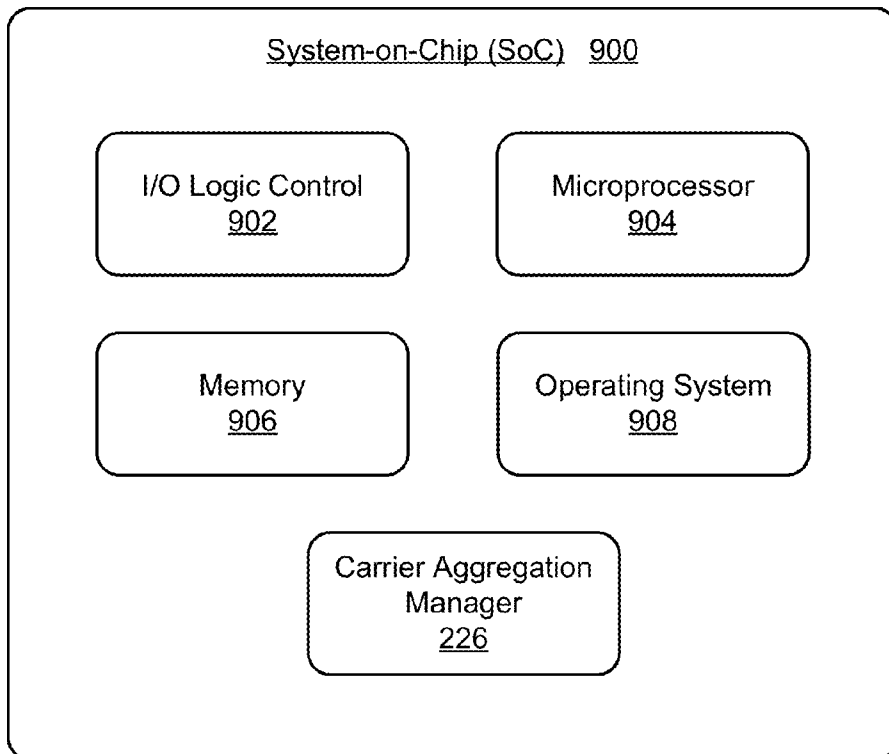 System-on-Chip (SoC) 900
I/O Logic Control
902
Microprocessor
904
Memory
906
Operating System
908
Carrier Aggregation
Manager
226